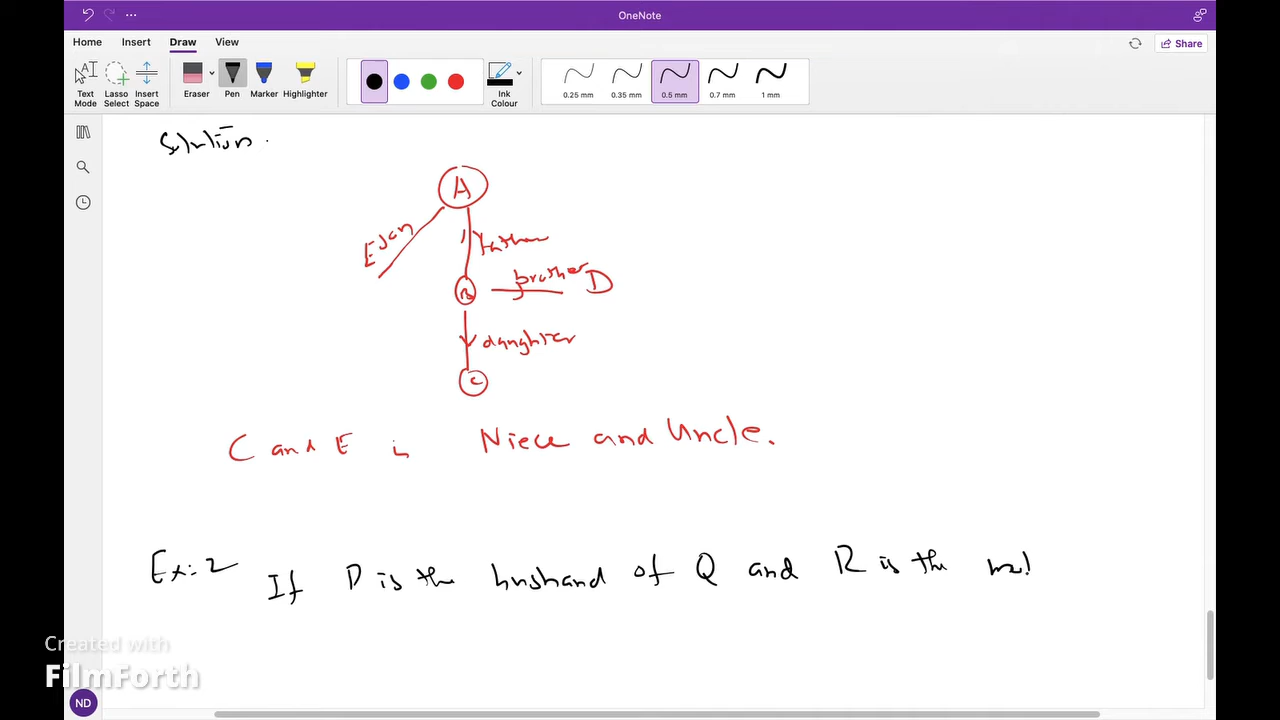 OneNote
Home Insert Draw View
Share
Text Mode
Lasso Select
Insert Space
Eraser
Pen
Marker
Highlighter
Ink Colour
0.25 mm
0.35 mm
0.5 mm
0.7 mm
1 mm
Solution.
A
E son
father
B brother D
daughter
C
C and E is Niece and Uncle.
Ex:2 If P is the husband of Q and R is the
Created with
FilmForth
ND